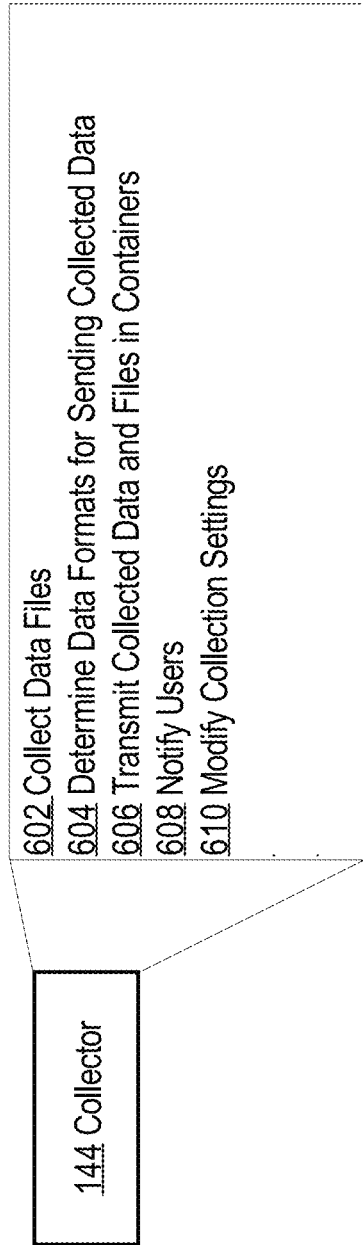 144 Collector
602 Collect Data Files
604 Determine Data Formats for Sending Collected Data
606 Transmit Collected Data and Files in Containers
608 Notify Users
610 Modify Collection Settings